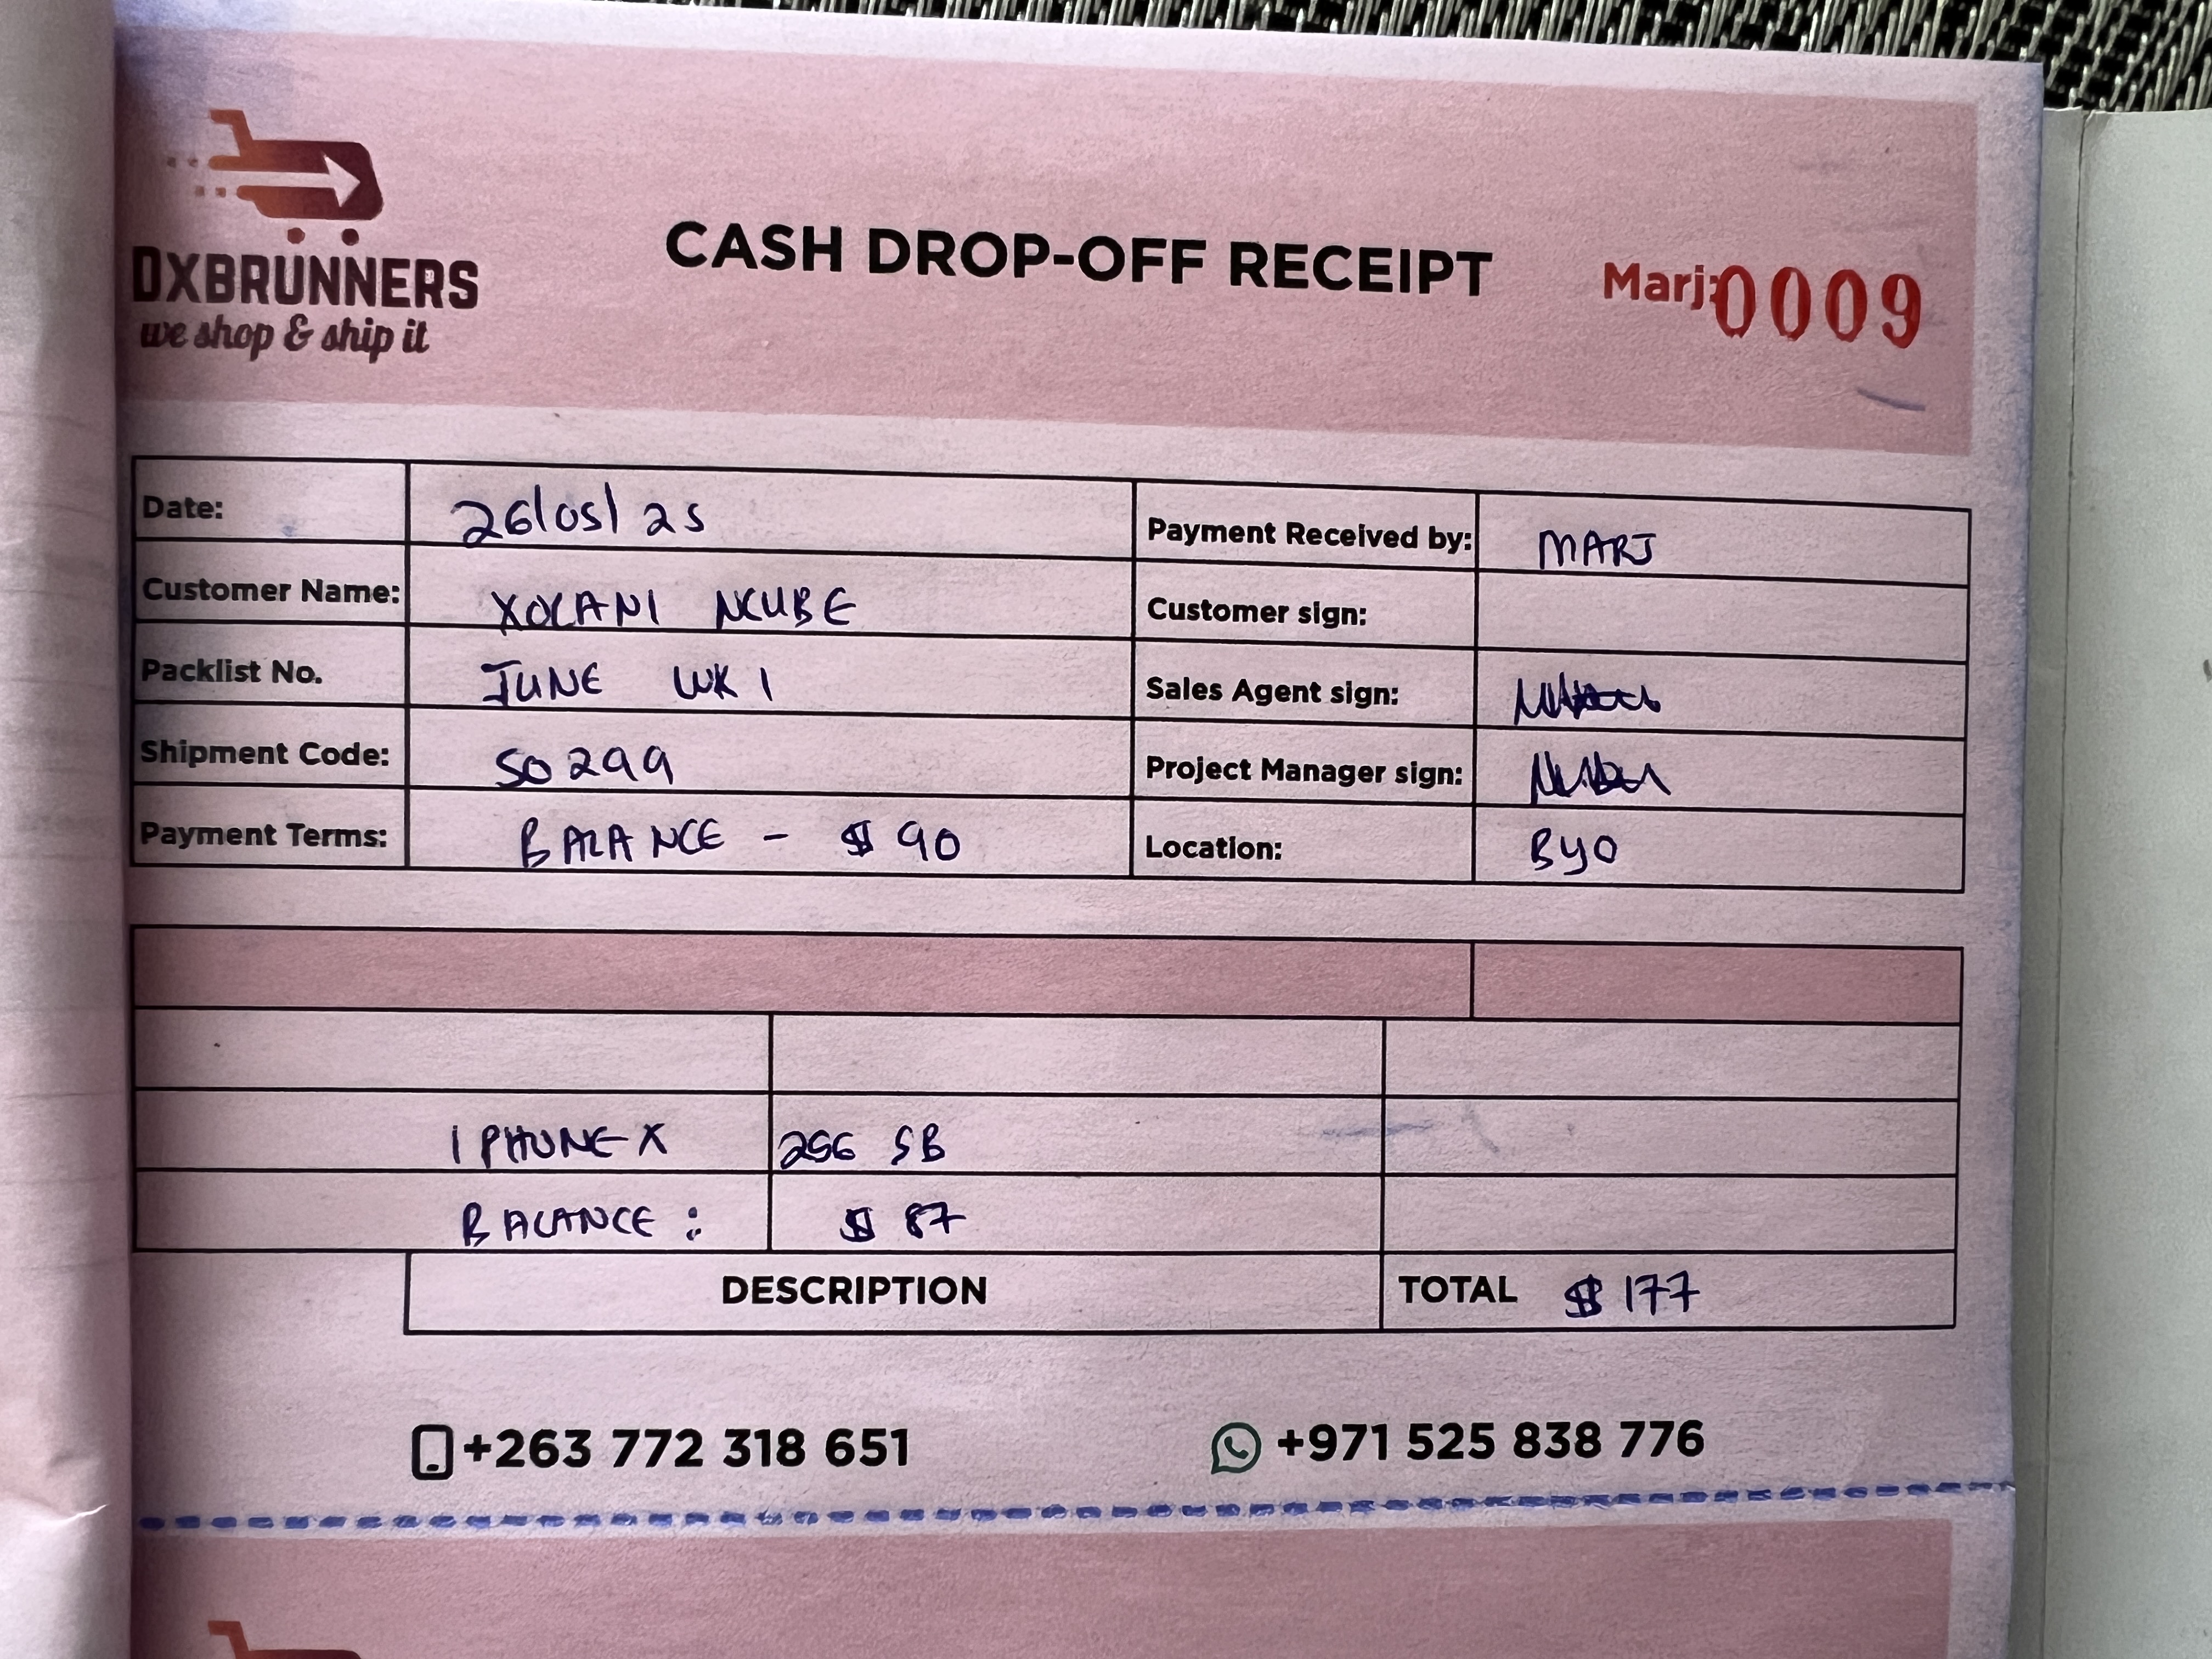 DXBRUNNERS
we shop & ship it
CASH DROP-OFF RECEIPT
Marj: 0009
Date: 26/05/25
Payment Received by: MARJ
Customer Name: XOLANI NCUBE
Customer sign:
Packlist No. JUNE WK 1
Sales Agent sign:
Shipment Code: SO299
Project Manager sign:
Payment Terms: BALANCE - $ 90
Location: BYO
IPHONE X 256 GB
BALANCE : $ 87
DESCRIPTION
TOTAL $ 177
+263 772 318 651
+971 525 838 776